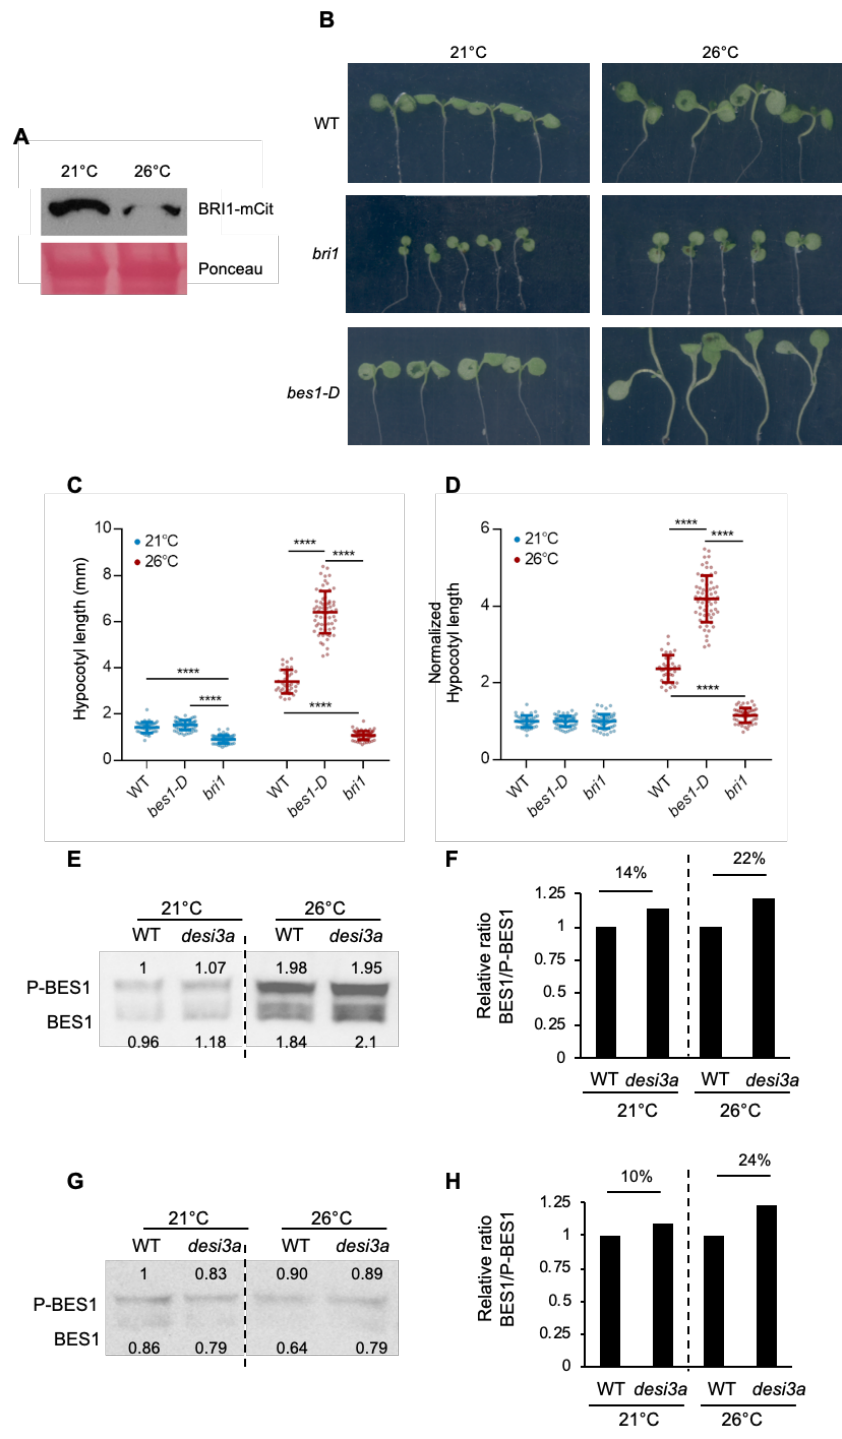 A
21°C 26°C
BRI1-mCit
Ponceau
B
21°C 26°C
WT
bri1
bes1-D
C
10
8
6
4
2
0
Hypocotyl length (mm)
21°C
26°C
****
****
****
****
****
WT bes1-D bri1 WT bes1-D bri1
D
6
4
2
0
Normalized
Hypocotyl length
21°C
26°C
****
****
****
WT bes1-D bri1 WT bes1-D bri1
E
21°C 26°C
WT desi3a WT desi3a
1 1.07 1.98 1.95
P-BES1
BES1
0.96 1.18 1.84 2.1
F
14% 22%
1.25
1
0.75
0.5
0.25
0
Relative ratio
BES1/P-BES1
WT desi3a WT desi3a
21°C 26°C
G
21°C 26°C
WT desi3a WT desi3a
1 0.83 0.90 0.89
P-BES1
BES1
0.86 0.79 0.64 0.79
H
10% 24%
1.25
1
0.75
0.5
0.25
0
Relative ratio
BES1/P-BES1
WT desi3a WT desi3a
21°C 26°C